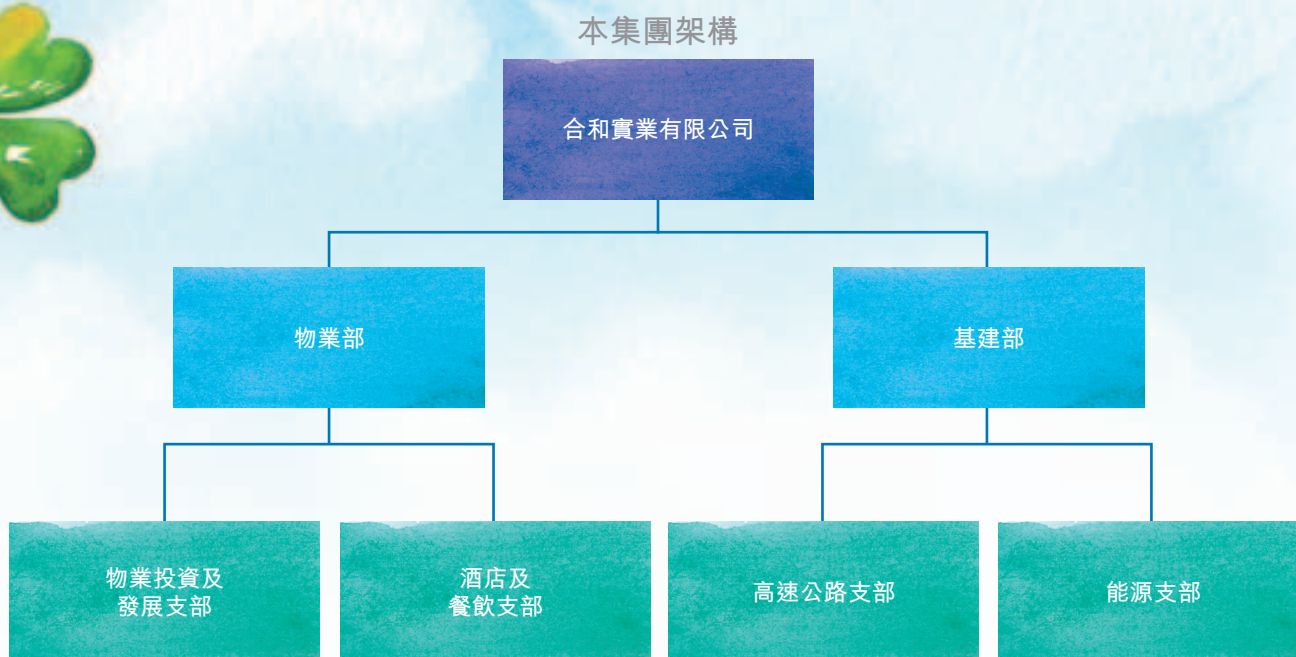 本集團架構
合和實業有限公司
物業部
基建部
物業投資及
發展支部
酒店及
餐飲支部
高速公路支部
能源支部